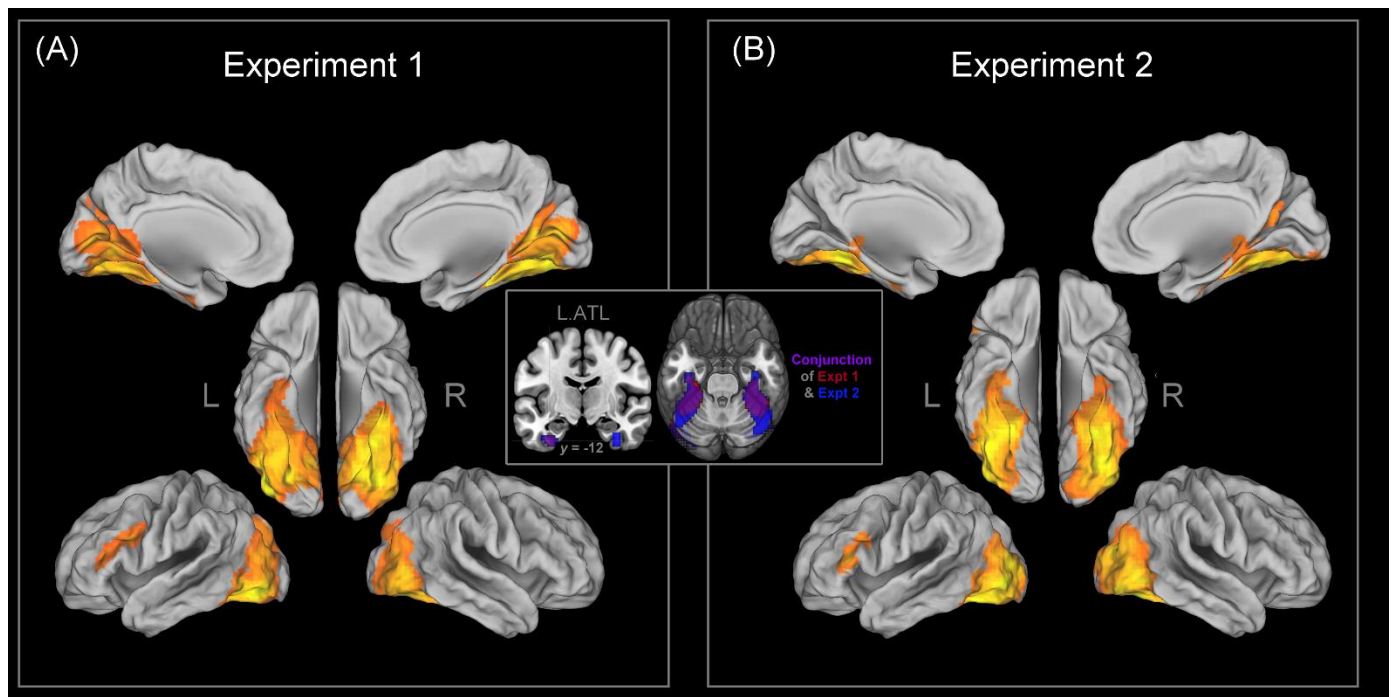 (A)
Experiment 1
(B)
Experiment 2
L.ATL
Conjunction
of Expt 1
& Expt 2
y = -12
L
R
L
R